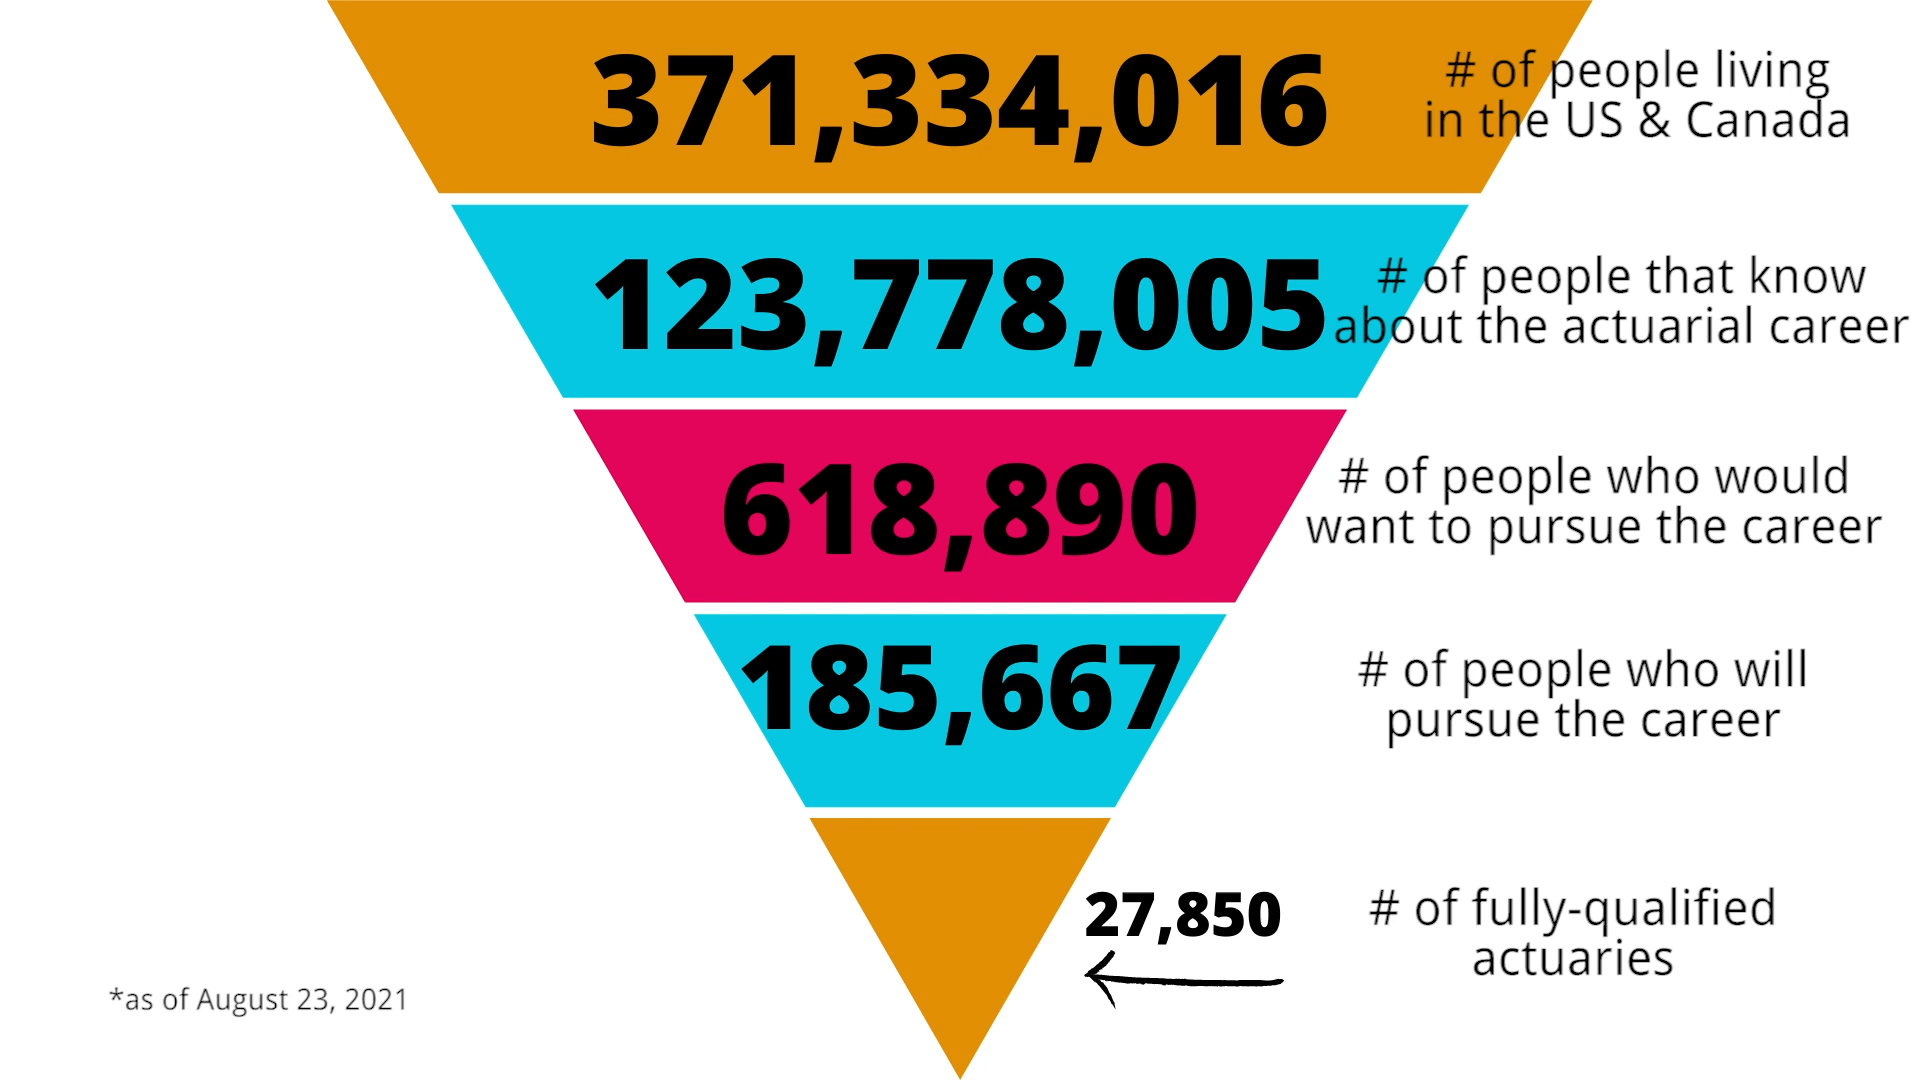 371,334,016
# of people living
in the US & Canada
123,778,005
# of people that know
about the actuarial career
618,890
# of people who would
want to pursue the career
185,667
# of people who will
pursue the career
27,850
# of fully-qualified
actuaries
*as of August 23, 2021